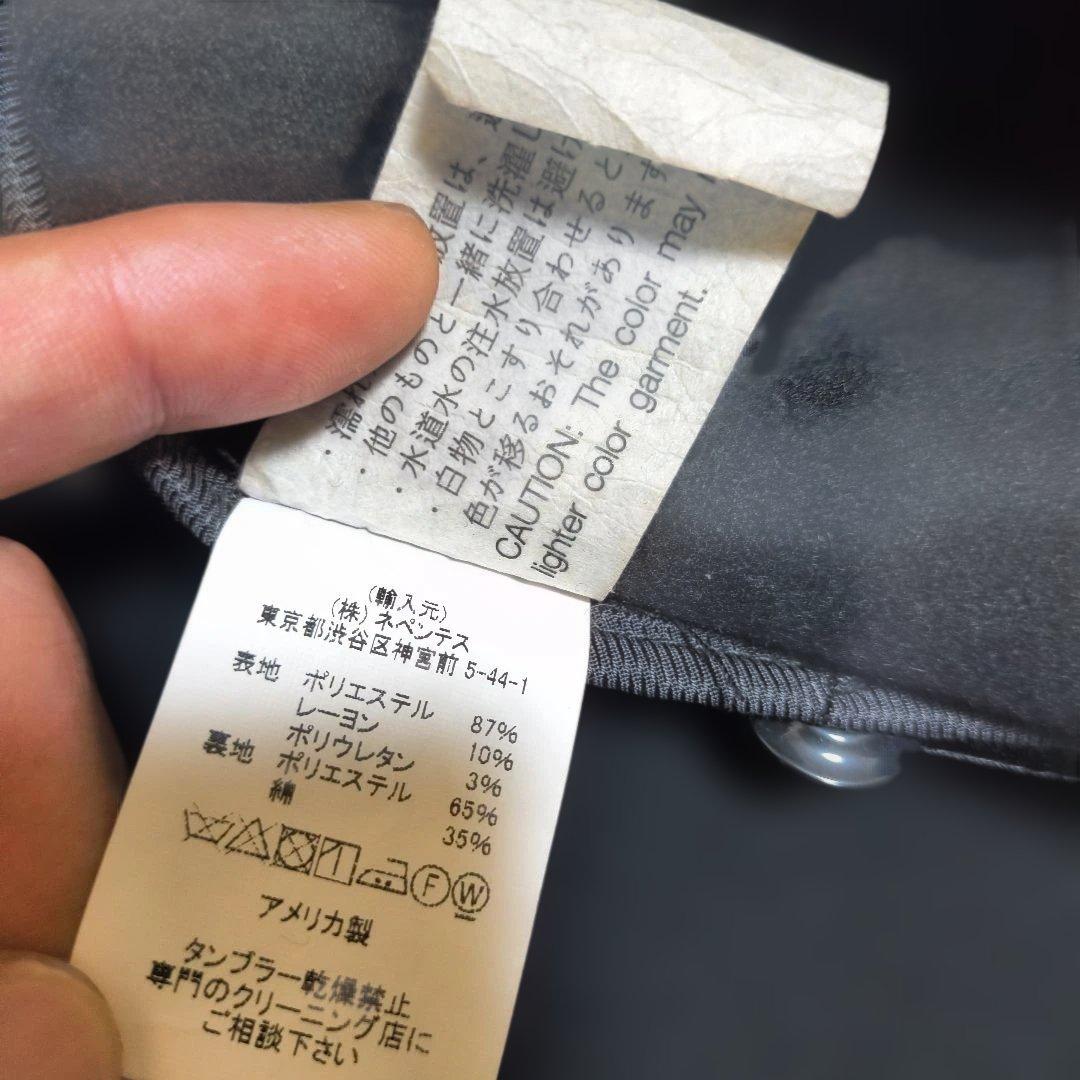 濡れ 放置は、
・他のものと一緒に洗濯し
・水道水の注水放置は避け
・白物とこすり合わせると
色が移るおそれがあります
CAUTION: The color may
lighter color garment.
(輸入元)
(株)ネペンテス
東京都渋谷区神宮前 5-44-1
表地 ポリエステル 87%
レーヨン 10%
ポリウレタン 3%
裏地 ポリエステル 65%
綿 35%
F W
アメリカ製
タンブラー乾燥禁止
専門のクリーニング店に
ご相談下さい